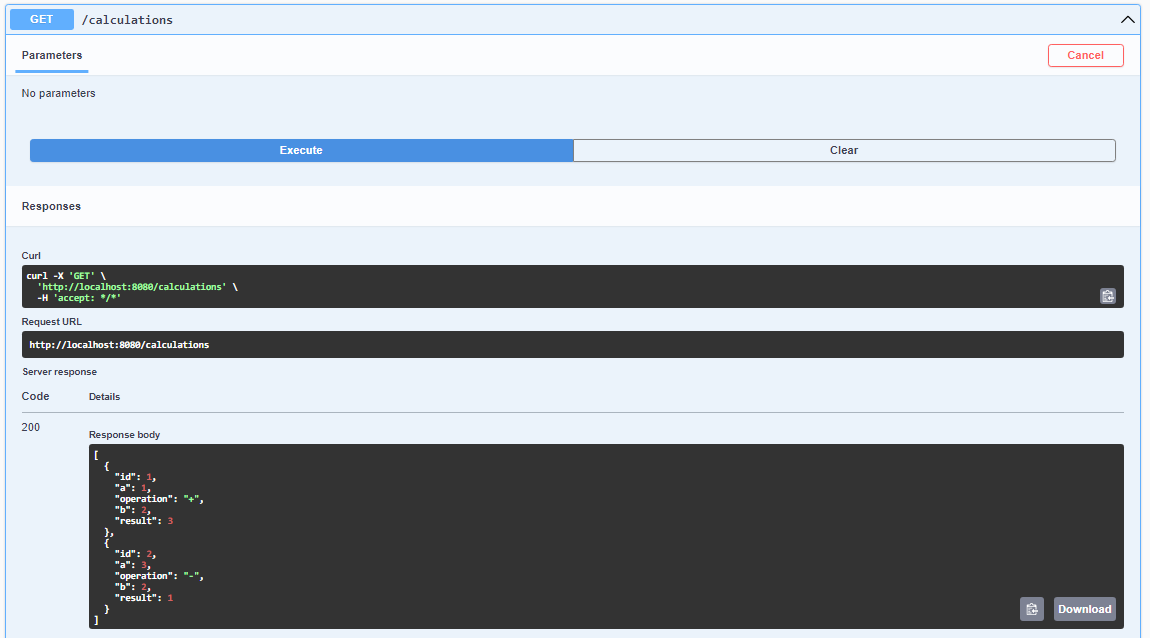 GET /calculations
Parameters Cancel
No parameters
Execute Clear
Responses
Curl
curl -X 'GET' \
  'http://localhost:8080/calculations' \
  -H 'accept: */*'
Request URL
http://localhost:8080/calculations
Server response
Code Details
200
Response body
[
  {
    "id": 1,
    "a": 1,
    "operation": "+",
    "b": 2,
    "result": 3
  },
  {
    "id": 2,
    "a": 3,
    "operation": "-",
    "b": 2,
    "result": 1
  }
]
Download